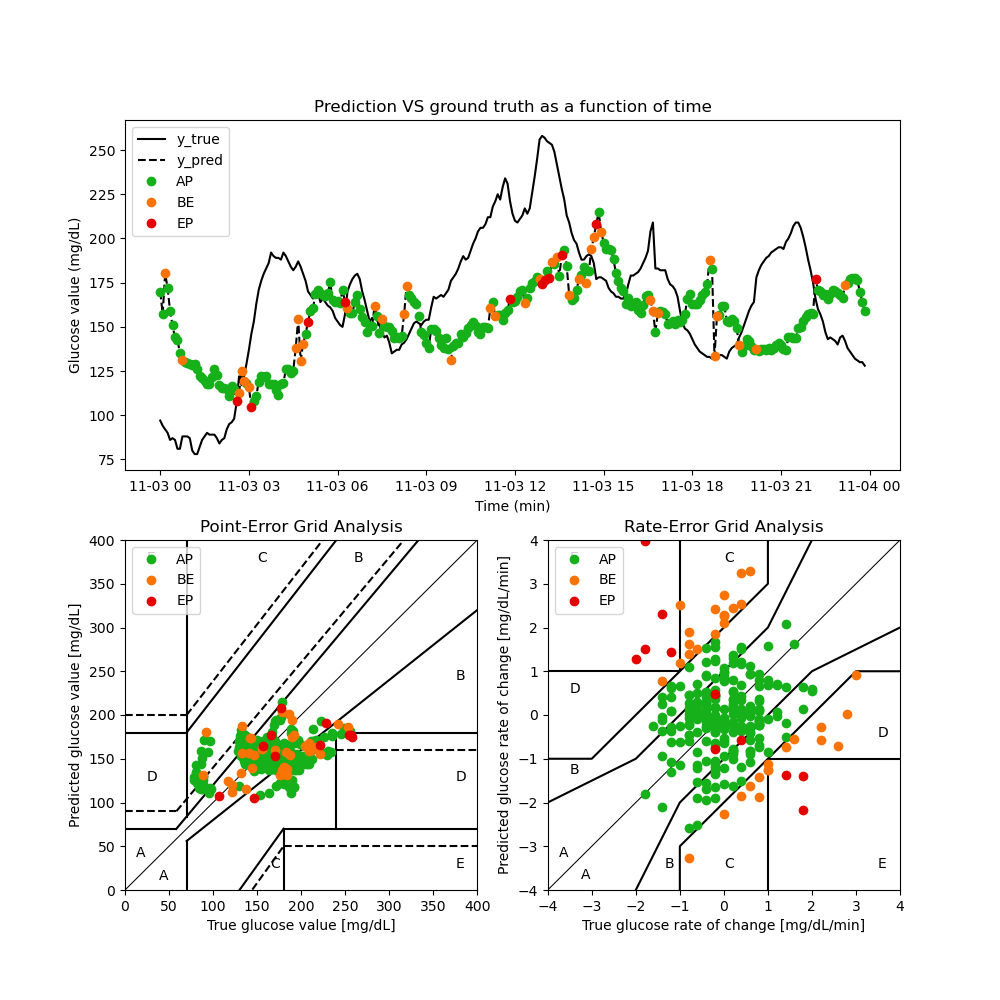 Prediction VS ground truth as a function of time
Glucose value (mg/dL)
250
225
200
175
150
125
100
75
y_true
y_pred
AP
BE
EP
11-03 00 11-03 03 11-03 06 11-03 09 11-03 12 11-03 15 11-03 18 11-03 21 11-04 00
Time (min)
Point-Error Grid Analysis
Predicted glucose value [mg/dL]
400
350
300
250
200
150
100
50
0
AP
BE
EP
C
B
B
D
D
A
A
C
E
0 50 100 150 200 250 300 350 400
True glucose value [mg/dL]
Rate-Error Grid Analysis
Predicted glucose rate of change [mg/dL/min]
4
3
2
1
0
−1
−2
−3
−4
AP
BE
EP
C
D
D
B
A
A
B
C
E
−4 −3 −2 −1 0 1 2 3 4
True glucose rate of change [mg/dL/min]